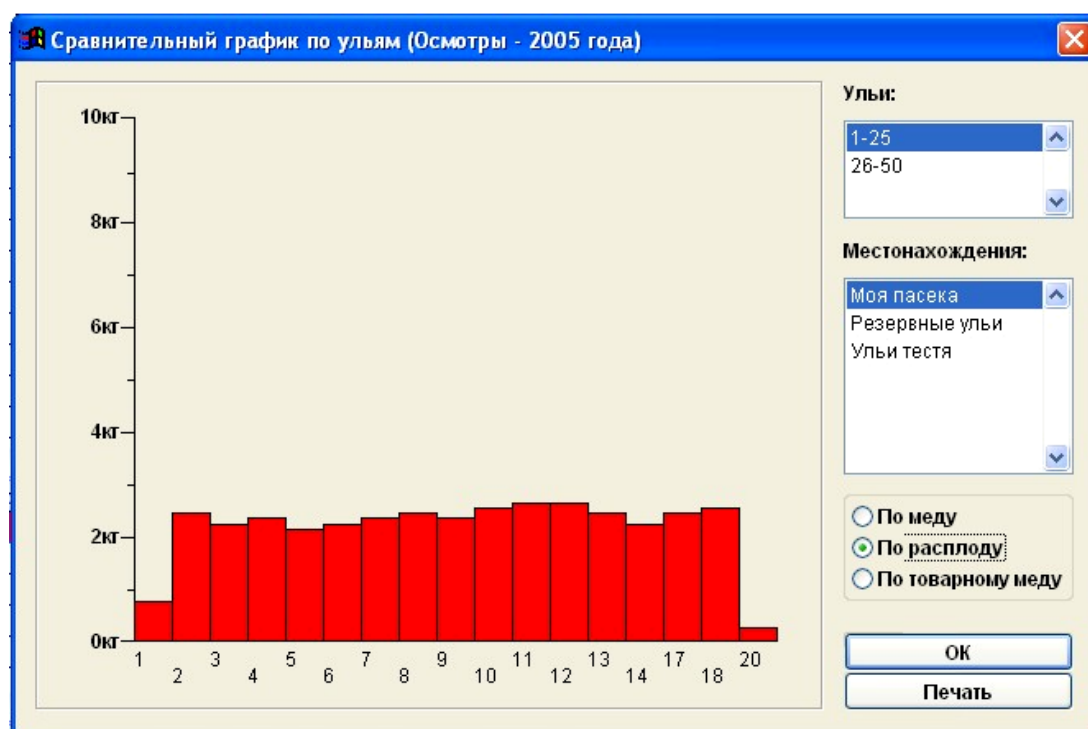 Сравнительный график по ульям (Осмотры - 2005 года)
10кг
8кг
6кг
4кг
2кг
0кг
1 3 5 7 9 11 13 17 20
2 4 6 8 10 12 14 18
Ульи:
1-25
26-50
Местонахождения:
Моя пасека
Резервные ульи
Ульи тестя
По меду
По расплоду
По товарному меду
ОК
Печать